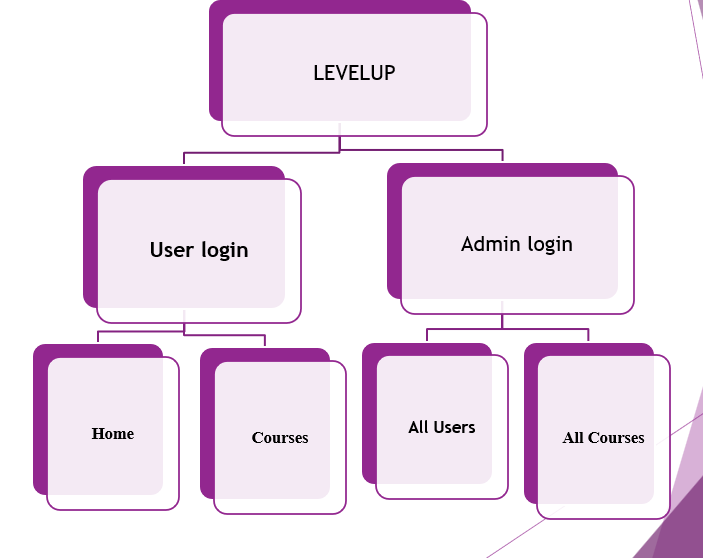 LEVELUP
User login
Admin login
Home
Courses
All Users
All Courses